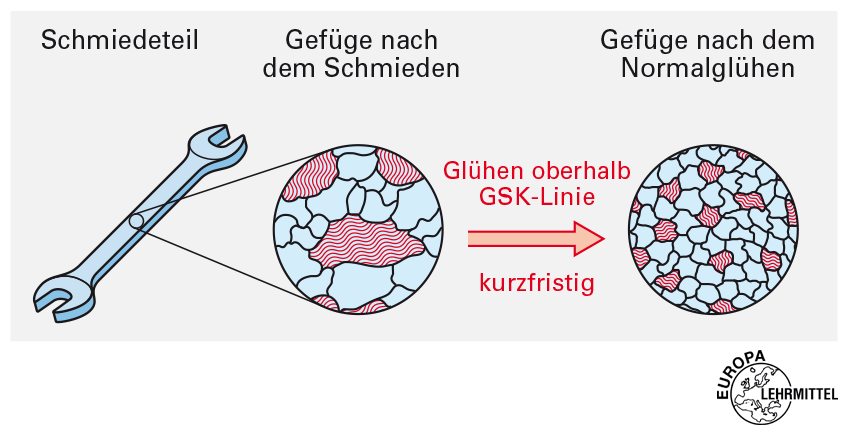 Schmiedeteil
Gefüge nach
dem Schmieden
Gefüge nach dem
Normalglühen
Glühen oberhalb
GSK-Linie
kurzfristig
EUROPA
LEHRMITTEL